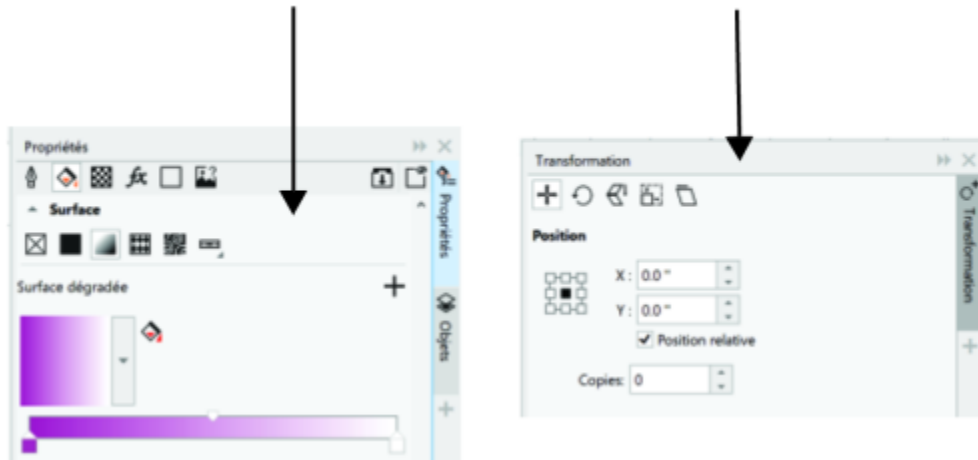 Propriétés
Surface
Surface dégradée
Propriétés
Objets
Transformation
Position
X : 0.0 "
Y : 0.0 "
Position relative
Copies: 0
Transformation